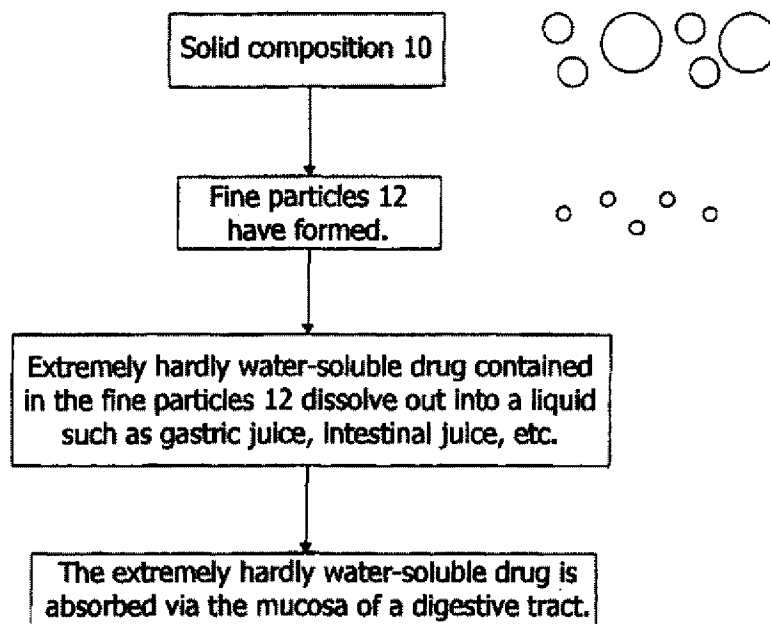 Solid composition 10
Fine particles 12
have formed.
Extremely hardly water-soluble drug contained
in the fine particles 12 dissolve out into a liquid
such as gastric juice, intestinal juice, etc.
The extremely hardly water-soluble drug is
absorbed via the mucosa of a digestive tract.